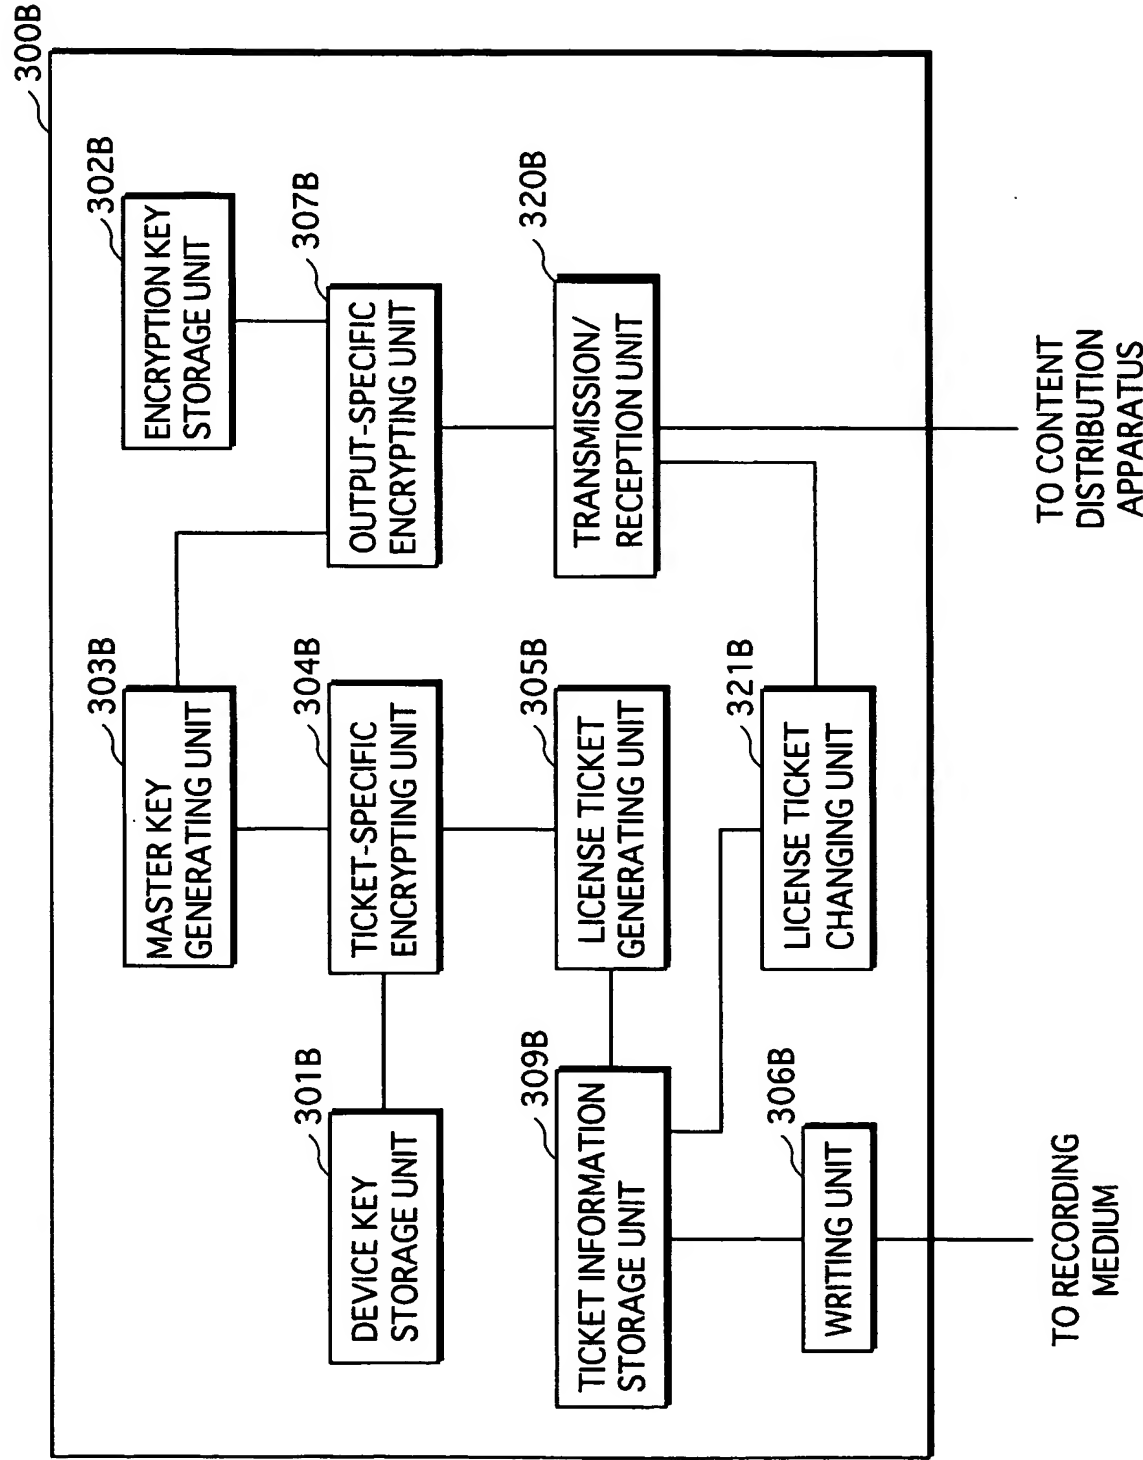 300B
303B
MASTER KEY
GENERATING UNIT
302B
ENCRYPTION KEY
STORAGE UNIT
301B
DEVICE KEY
STORAGE UNIT
304B
TICKET-SPECIFIC
ENCRYPTING UNIT
307B
OUTPUT-SPECIFIC
ENCRYPTING UNIT
309B
TICKET INFORMATION
STORAGE UNIT
305B
LICENSE TICKET
GENERATING UNIT
320B
TRANSMISSION/
RECEPTION UNIT
306B
WRITING UNIT
321B
LICENSE TICKET
CHANGING UNIT
TO RECORDING
MEDIUM
TO CONTENT
DISTRIBUTION
APPARATUS